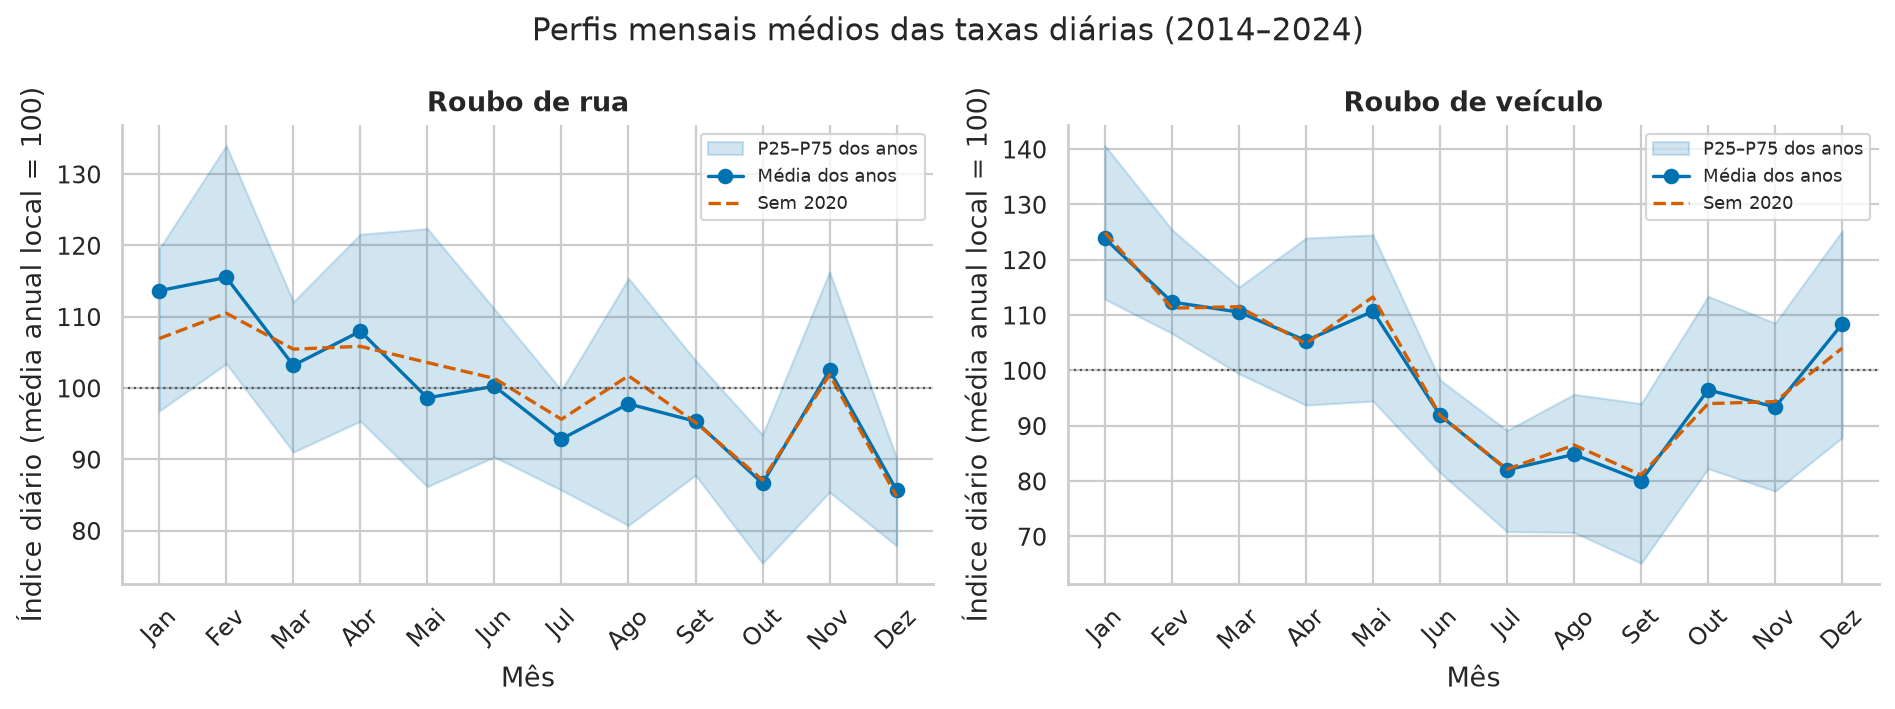 Perfis mensais médios das taxas diárias (2014–2024)
Roubo de rua
Índice diário (média anual local = 100)
130
120
110
100
90
80
P25–P75 dos anos
Média dos anos
Sem 2020
Jan
Fev
Mar
Abr
Mai
Jun
Jul
Ago
Set
Out
Nov
Dez
Mês
Roubo de veículo
Índice diário (média anual local = 100)
140
130
120
110
100
90
80
70
P25–P75 dos anos
Média dos anos
Sem 2020
Jan
Fev
Mar
Abr
Mai
Jun
Jul
Ago
Set
Out
Nov
Dez
Mês